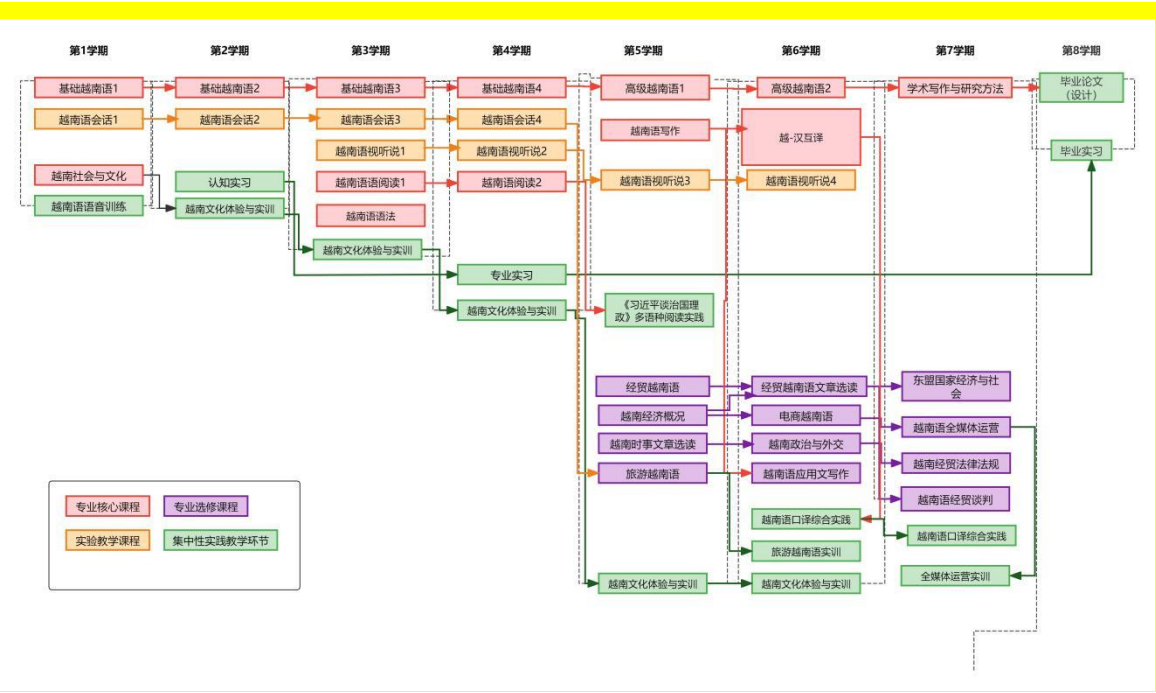 第1学期
第2学期
第3学期
第4学期
第5学期
第6学期
第7学期
第8学期
基础越南语1
基础越南语2
基础越南语3
基础越南语4
高级越南语1
高级越南语2
学术写作与研究方法
毕业论文
（设计）
越南语会话1
越南语会话2
越南语会话3
越南语会话4
越南语写作
越-汉互译
越南语视听说1
越南语视听说2
毕业实习
越南社会与文化
认知实习
越南语语阅读1
越南语阅读2
越南语视听说3
越南语视听说4
越南语语音训练
越南文化体验与实训
越南语语法
越南文化体验与实训
专业实习
越南文化体验与实训
《习近平谈治国理
政》多语种阅读实践
经贸越南语
经贸越南语文章选读
东盟国家经济与社
会
越南经济概况
电商越南语
越南语全媒体运营
越南时事文章选读
越南政治与外交
越南经贸法律法规
旅游越南语
越南语应用文写作
越南语经贸谈判
越南语口译综合实践
越南语口译综合实践
旅游越南语实训
全媒体运营实训
越南文化体验与实训
越南文化体验与实训
专业核心课程
专业选修课程
实验教学课程
集中性实践教学环节